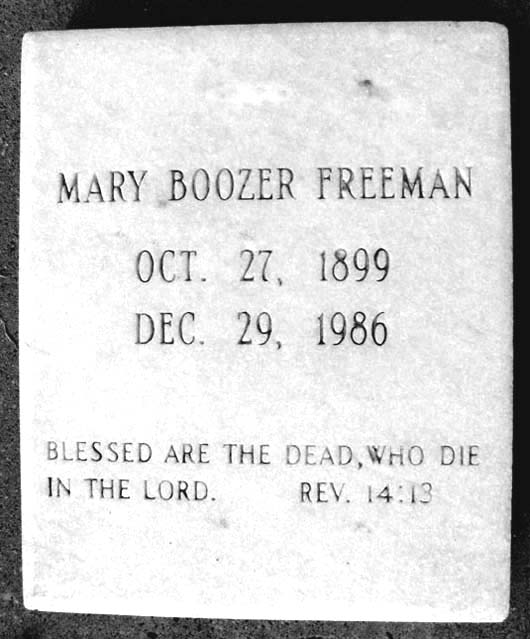 MARY BOOZER FREEMAN
OCT. 27, 1899
DEC. 29, 1986
BLESSED ARE THE DEAD, WHO DIE
IN THE LORD. REV. 14:13